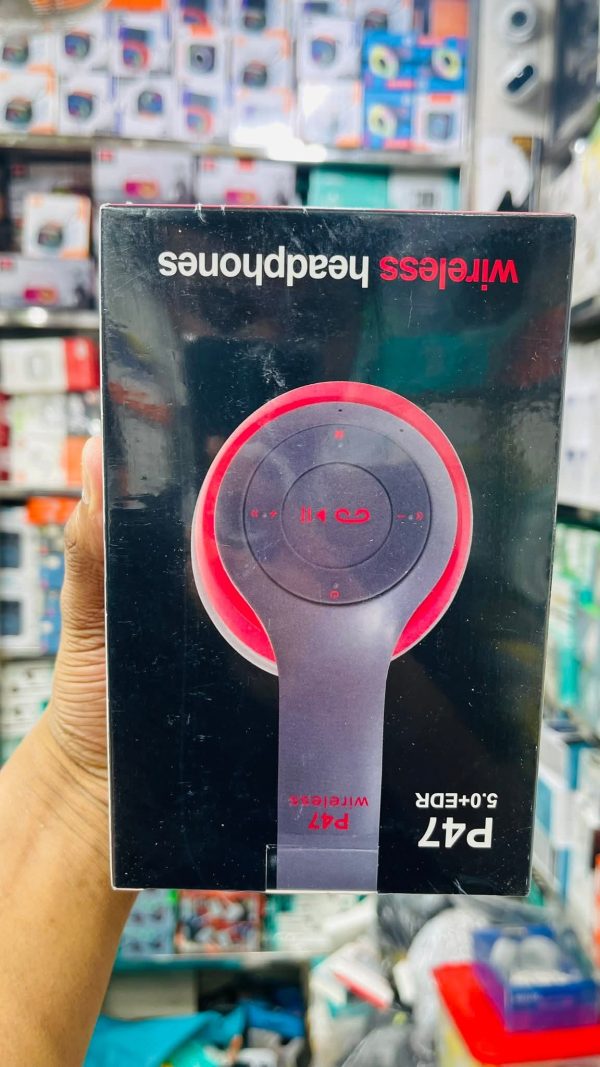 P47
5.0+EDR
P47
wireless
wireless headphones